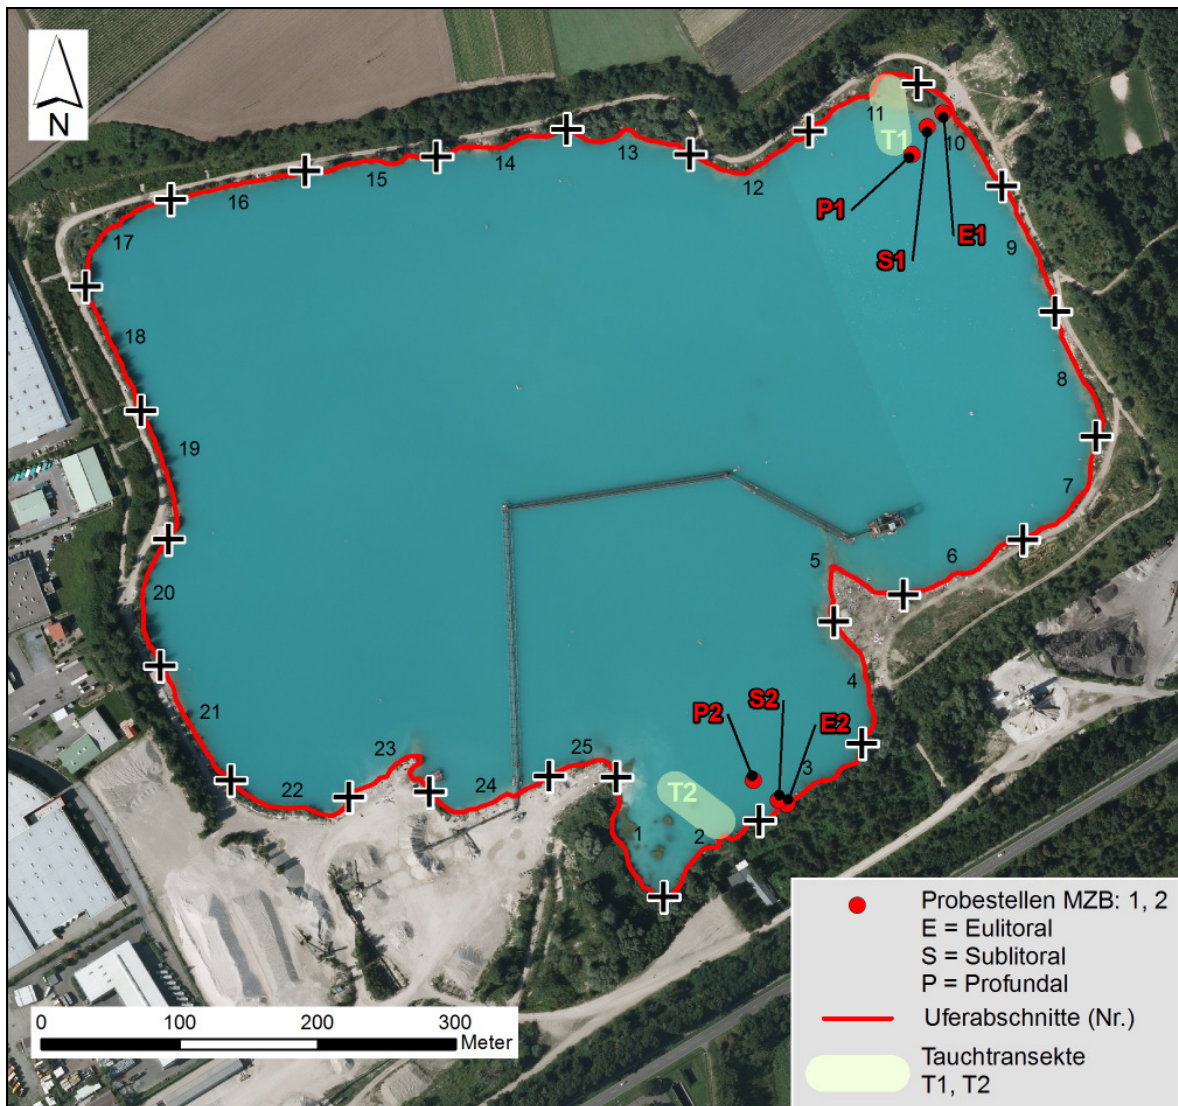 N
11
T1
10
13
14
15
12
16
P1
17
E1
9
S1
18
8
19
7
5
6
20
4
S2
P2
E2
21
23
25
3
T2
24
22
1
2
Probestellen MZB: 1, 2
E = Eulitoral
S = Sublitoral
P = Profundal
Uferabschnitte (Nr.)
Tauchtransekte
T1, T2
0 100 200 300
Meter